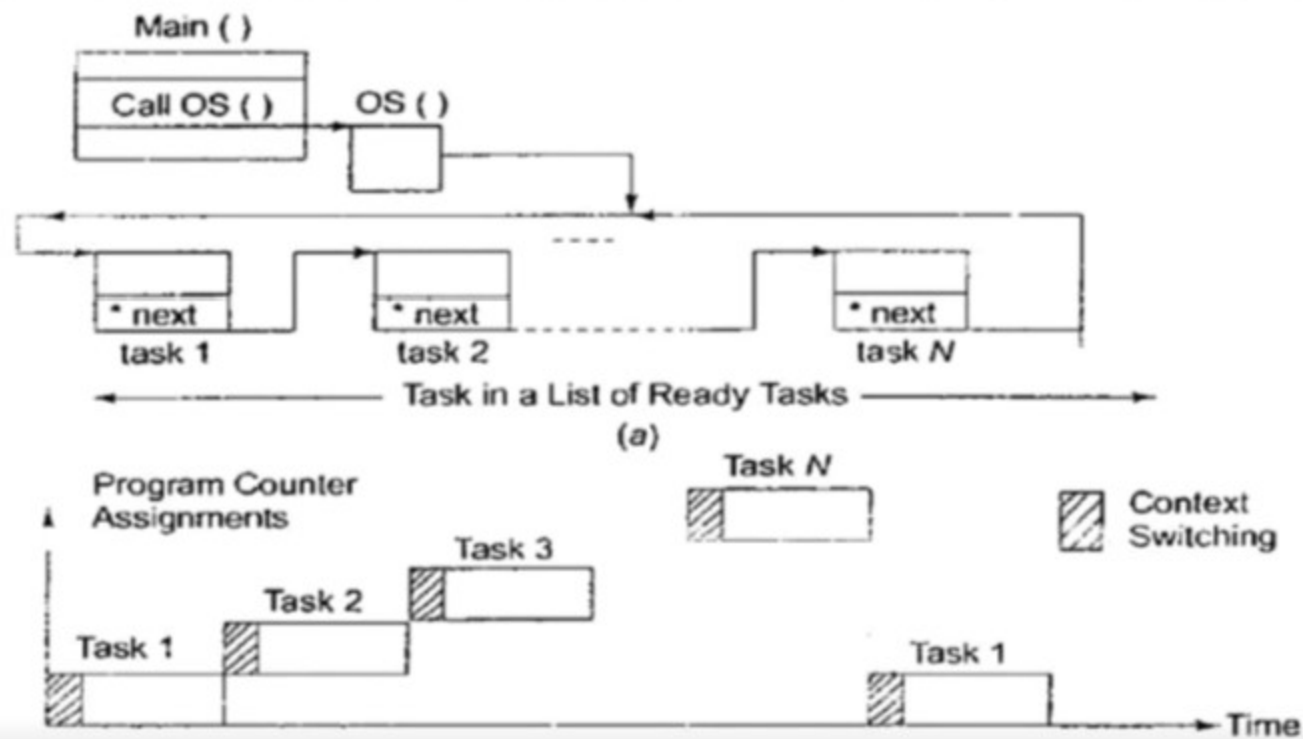 Main ( )
Call OS ( )
OS ( )
* next
* next
* next
task 1
task 2
task N
Task in a List of Ready Tasks
(a)
Program Counter
Assignments
Task N
Context
Switching
Task 3
Task 2
Task 1
Task 1
Time